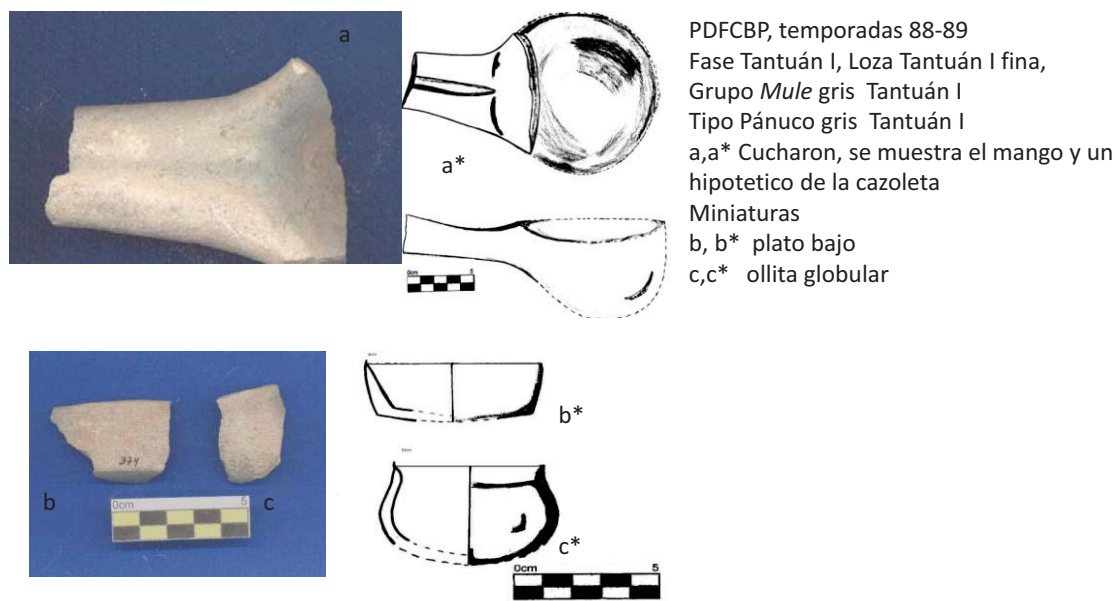 a
a*
0cm 5
PDFCBP, temporadas 88-89
Fase Tantuán I, Loza Tantuán I fina,
Grupo Mule gris Tantuán I
Tipo Pánuco gris Tantuán I
a,a* Cucharon, se muestra el mango y un
hipotetico de la cazoleta
Miniaturas
b, b* plato bajo
c,c* ollita globular
374
b
c
0cm 5
b*
c*
0cm 5